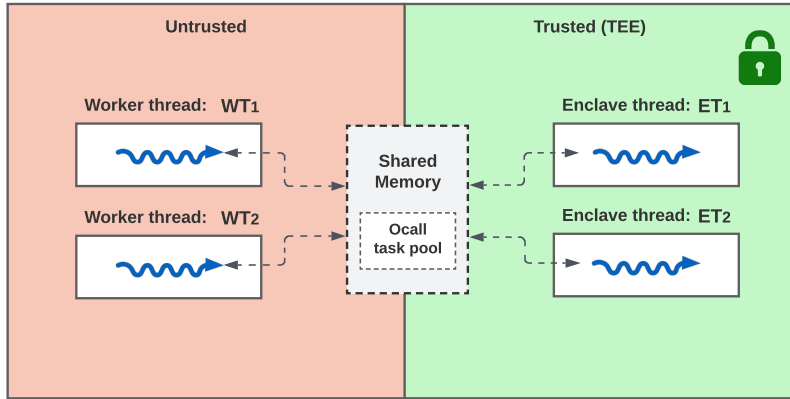 Untrusted
Trusted (TEE)
Worker thread: WT1
Enclave thread: ET1
Shared
Memory
Worker thread: WT2
Enclave thread: ET2
Ocall
task pool